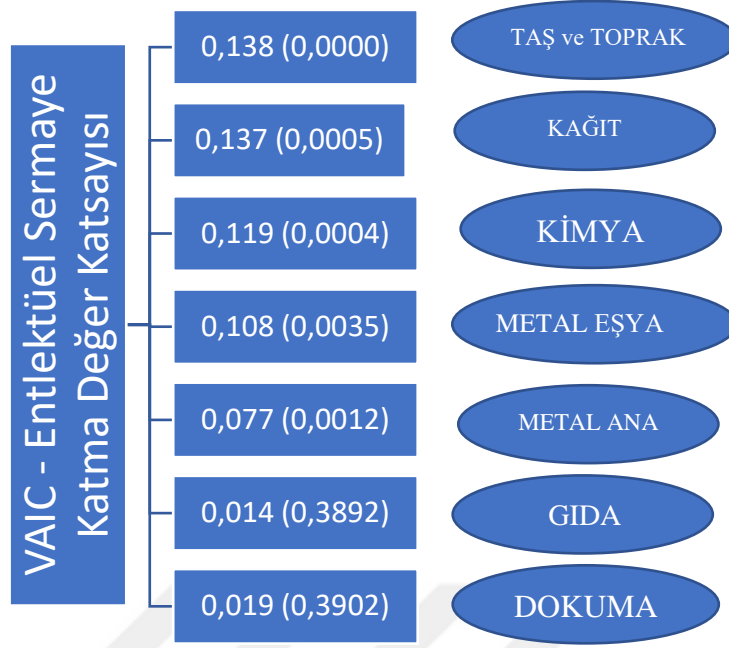 VAIC - Entlektüel Sermaye
Katma Değer Katsayısı
0,138 (0,0000)
TAŞ ve TOPRAK
0,137 (0,0005)
KAĞIT
0,119 (0,0004)
KİMYA
0,108 (0,0035)
METAL EŞYA
0,077 (0,0012)
METAL ANA
0,014 (0,3892)
GIDA
0,019 (0,3902)
DOKUMA